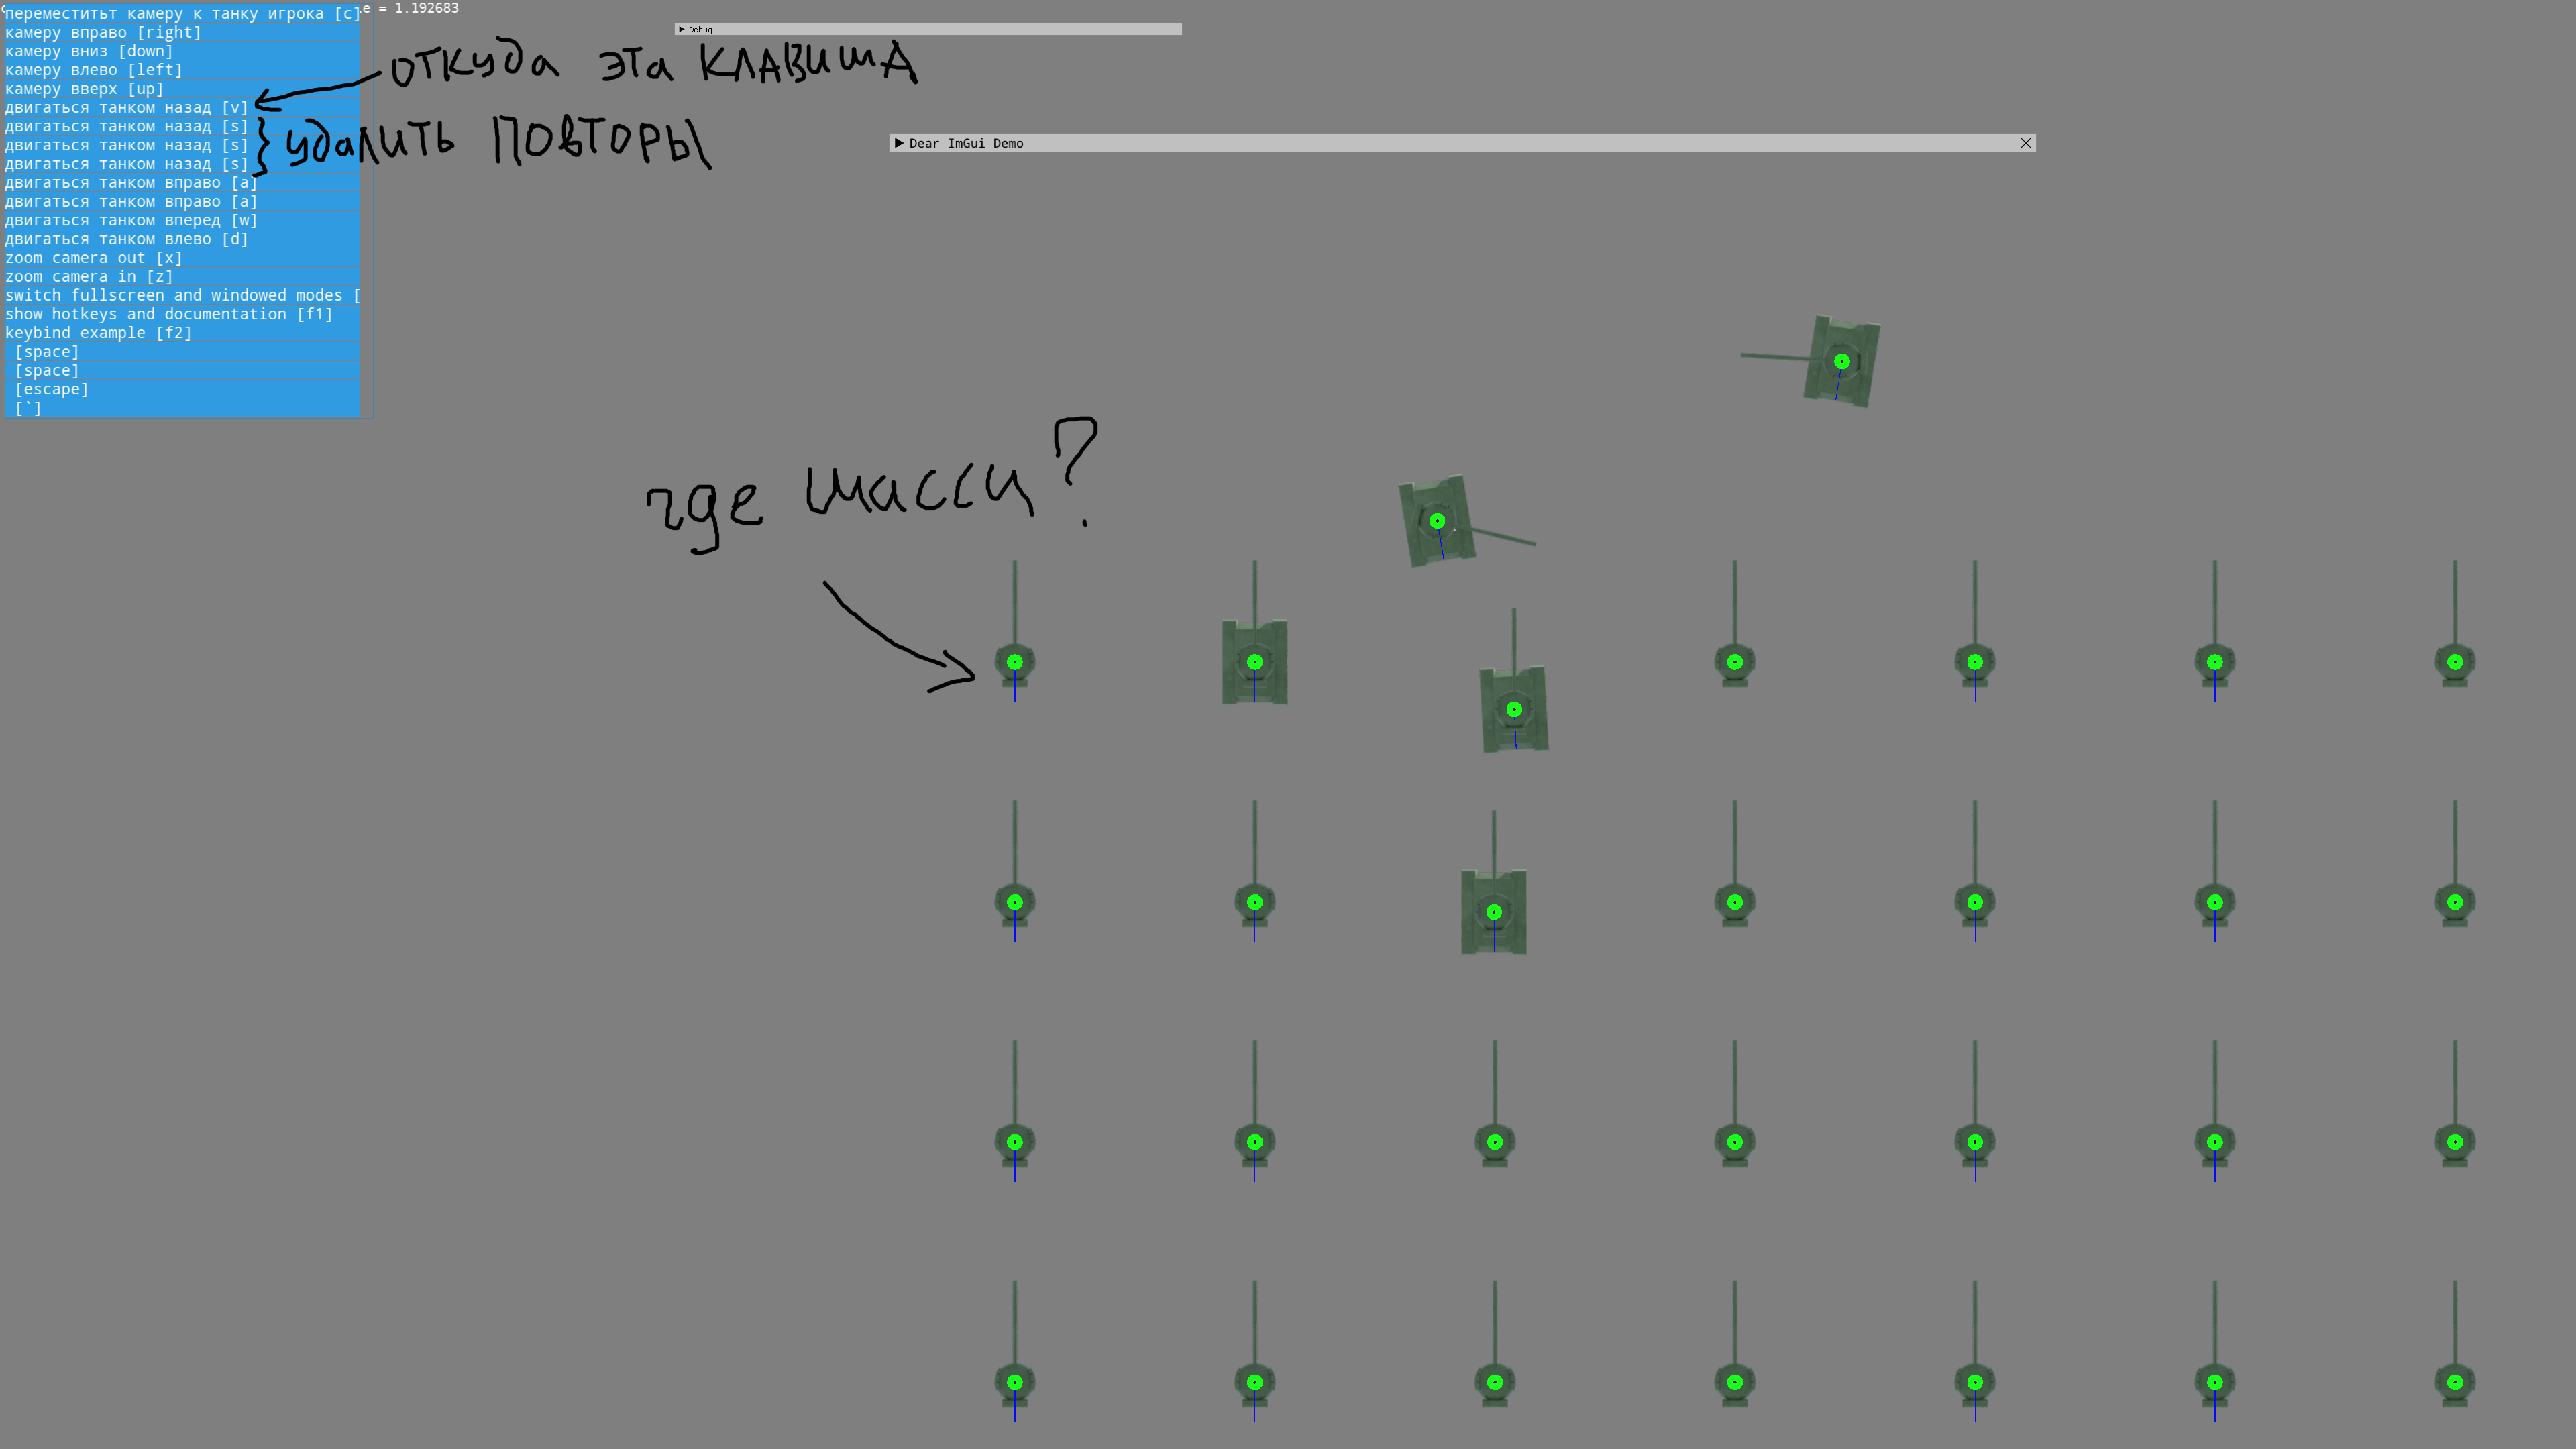 переместитьт камеру к танку игрока [c]
e = 1.192683
камеру вправо [right]
камеру вниз [down]
камеру влево [left]
камеру вверх [up]
двигаться танком назад [v]
двигаться танком назад [s]
двигаться танком назад [s]
двигаться танком назад [s]
двигаться танком вправо [a]
двигаться танком вправо [a]
двигаться танком вперед [w]
двигаться танком влево [d]
zoom camera out [x]
zoom camera in [z]
switch fullscreen and windowed modes [
show hotkeys and documentation [f1]
keybind example [f2]
[space]
[space]
[escape]
[`]
Debug
откуда эта клавиша
удалить повторы
Dear ImGui Demo
где шасси?